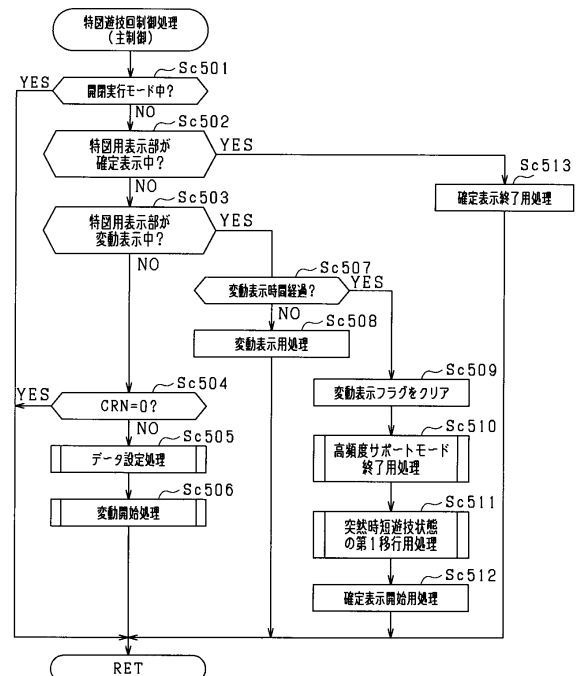 特図遊技回制御処理
(主制御)
Sc501
YES
開閉実行モード中?
NO
Sc502
特図用表示部が
確定表示中?
YES
NO
Sc513
確定表示終了用処理
Sc503
特図用表示部が
変動表示中?
YES
NO
Sc507
変動表示時間経過?
YES
NO
Sc508
変動表示用処理
Sc509
変動表示フラグをクリア
Sc504
YES
CRN=0?
NO
Sc505
データ設定処理
Sc510
高頻度サポートモード
終了用処理
Sc506
変動開始処理
Sc511
突然時短遊技状態
の第1移行用処理
Sc512
確定表示開始用処理
RET